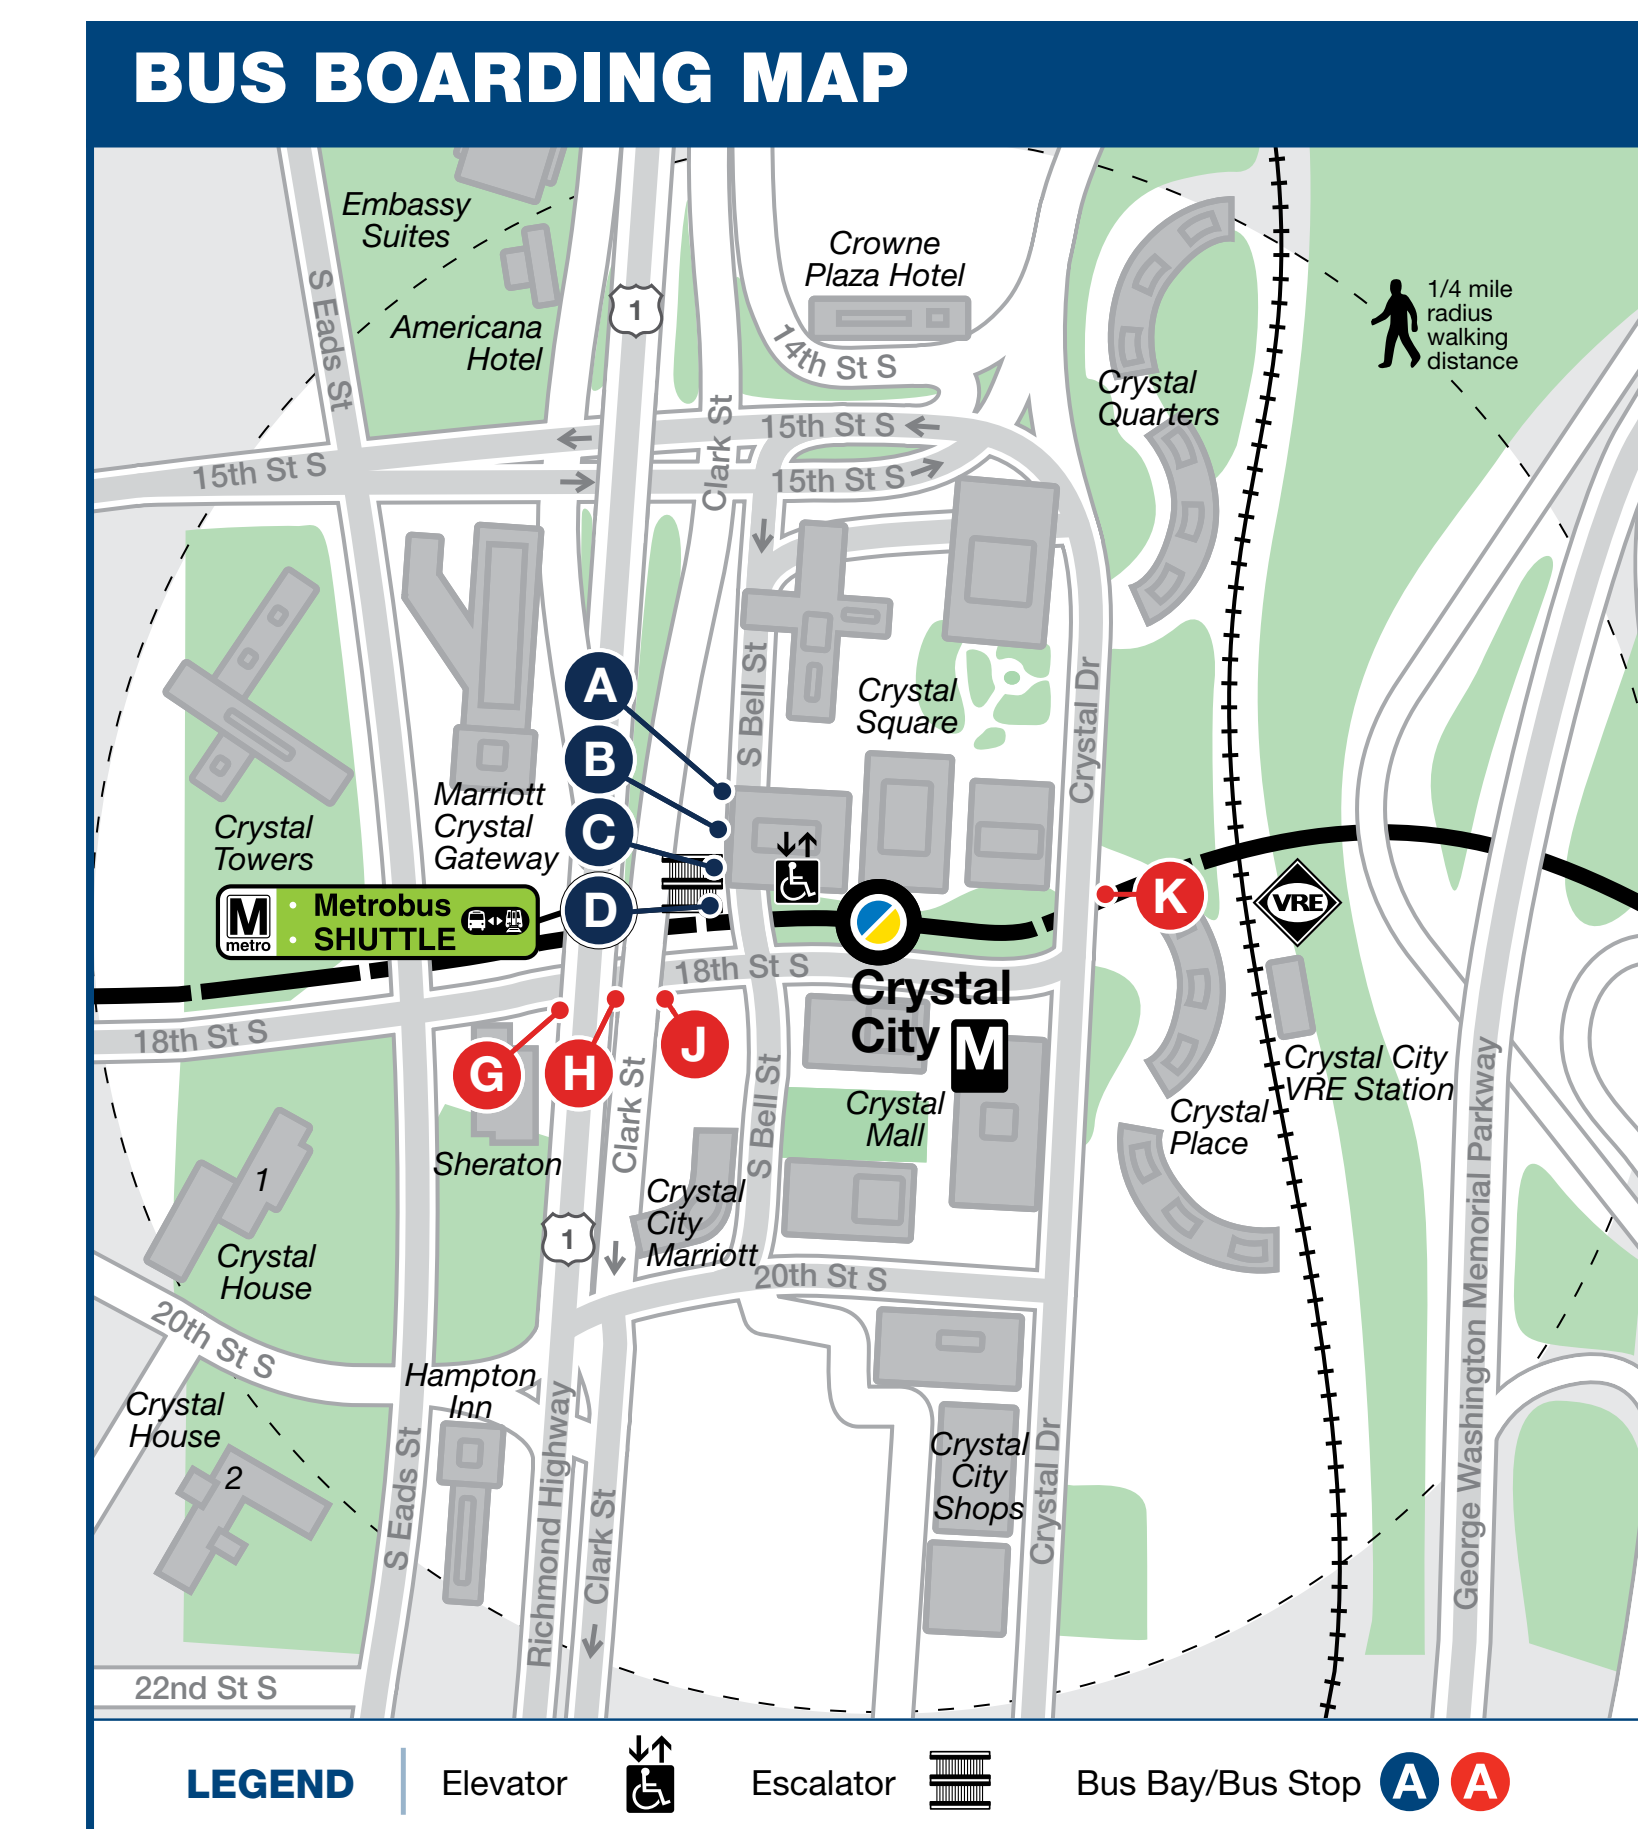 BUS BOARDING MAP
Embassy
Suites
Crowne
Plaza Hotel
1/4 mile
radius
walking
distance
S Eads St
1
Americana
Hotel
14th St S
Crystal
Quarters
Clark St
15th St S
15th St S
15th St S
A
S Bell St
Crystal
Square
Crystal Dr
B
Marriott
Crystal
Gateway
Crystal
Towers
C
D
M
metro
• Metrobus
• SHUTTLE
K
VRE
18th St S
Crystal
City
M
18th St S
G
H
J
Clark St
S Bell St
Crystal
Mall
Crystal City
VRE Station
Crystal
Place
George Washington Memorial Parkway
Sheraton
1
Crystal
City
Marriott
1
Crystal
House
20th St S
20th St S
Hampton
Inn
Crystal
House
2
S Eads St
Richmond Highway
Clark St
Crystal
City
Shops
Crystal Dr
22nd St S
LEGEND
Elevator
Escalator
Bus Bay/Bus Stop
A
A